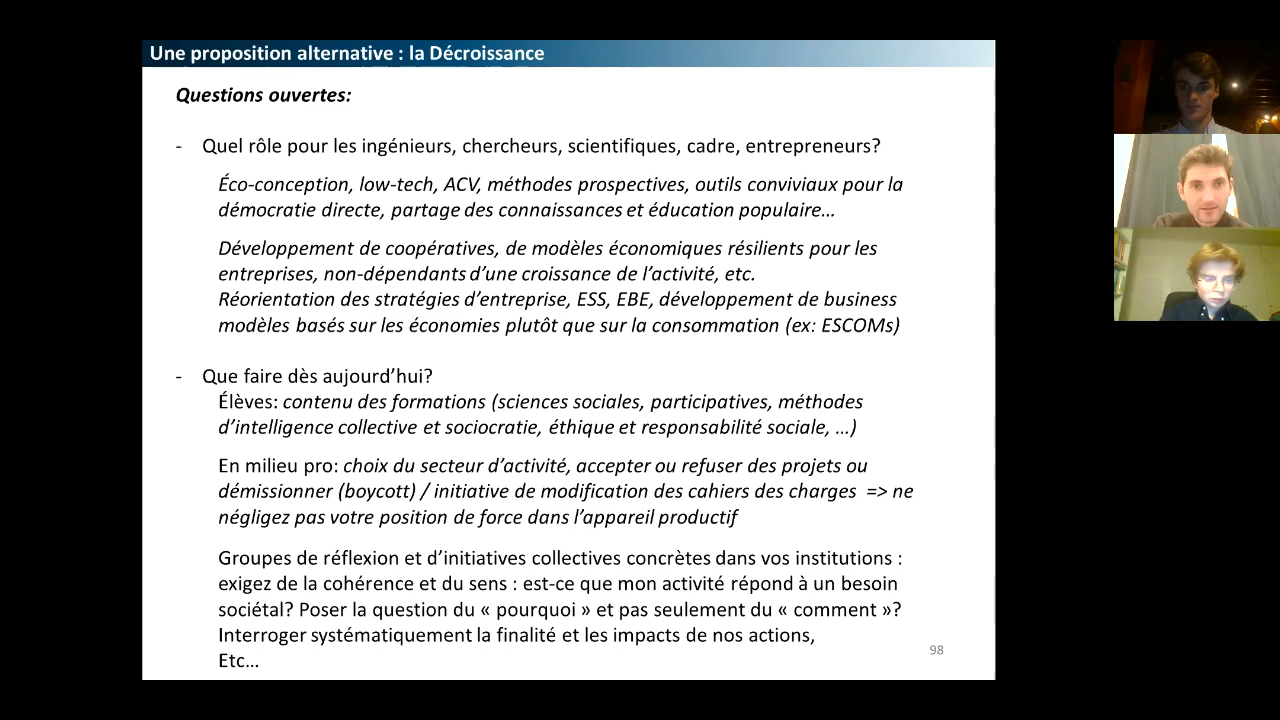 Une proposition alternative : la Décroissance
Questions ouvertes:
- Quel rôle pour les ingénieurs, chercheurs, scientifiques, cadre, entrepreneurs?
Éco-conception, low-tech, ACV, méthodes prospectives, outils conviviaux pour la
démocratie directe, partage des connaissances et éducation populaire…
Développement de coopératives, de modèles économiques résilients pour les
entreprises, non-dépendants d’une croissance de l’activité, etc.
Réorientation des stratégies d’entreprise, ESS, EBE, développement de business
modèles basés sur les économies plutôt que sur la consommation (ex: ESCOMs)
- Que faire dès aujourd’hui?
Élèves: contenu des formations (sciences sociales, participatives, méthodes
d’intelligence collective et sociocratie, éthique et responsabilité sociale, …)
En milieu pro: choix du secteur d’activité, accepter ou refuser des projets ou
démissionner (boycott) / initiative de modification des cahiers des charges => ne
négligez pas votre position de force dans l’appareil productif
Groupes de réflexion et d’initiatives collectives concrètes dans vos institutions :
exigez de la cohérence et du sens : est-ce que mon activité répond à un besoin
sociétal? Poser la question du « pourquoi » et pas seulement du « comment »?
Interroger systématiquement la finalité et les impacts de nos actions,
Etc…
98